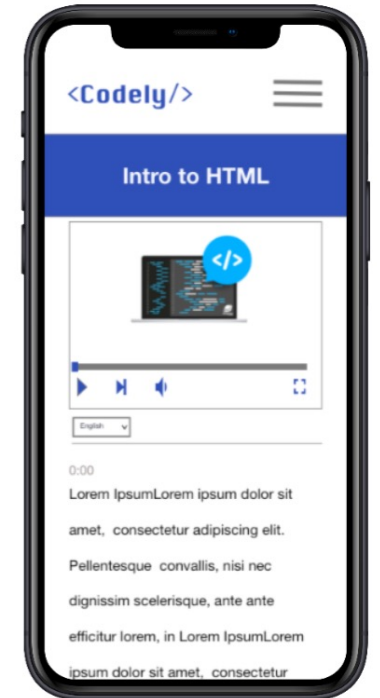 <Codely/>
Intro to HTML
</>
English
0:00
Lorem IpsumLorem ipsum dolor sit
amet, consectetur adipiscing elit.
Pellentesque convallis, nisi nec
dignissim scelerisque, ante ante
efficitur lorem, in Lorem IpsumLorem
ipsum dolor sit amet, consectetur